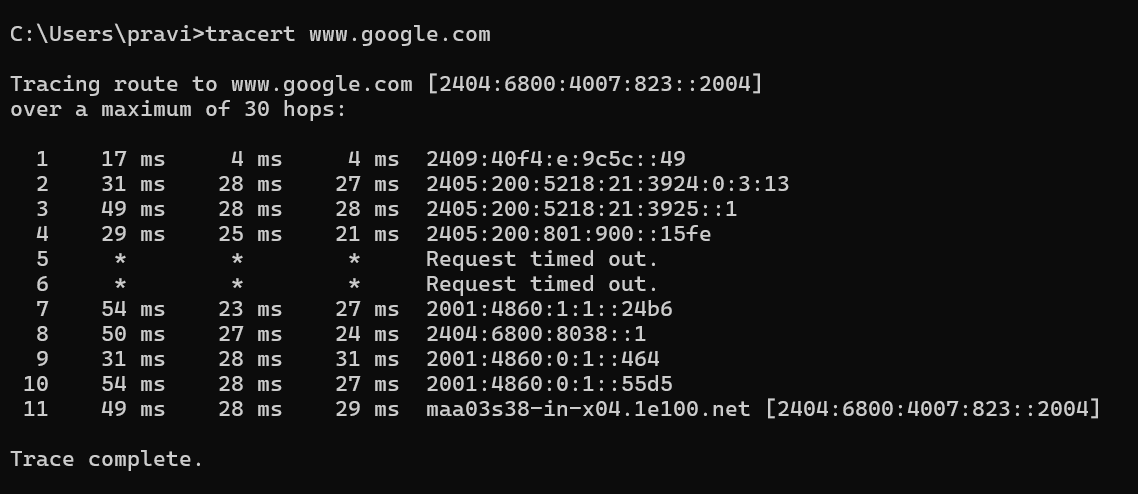 C:\Users\pravi>tracert www.google.com
Tracing route to www.google.com [2404:6800:4007:823::2004]
over a maximum of 30 hops:
1 17 ms 4 ms 4 ms 2409:40f4:e:9c5c::49
2 31 ms 28 ms 27 ms 2405:200:5218:21:3924:0:3:13
3 49 ms 28 ms 28 ms 2405:200:5218:21:3925::1
4 29 ms 25 ms 21 ms 2405:200:801:900::15fe
5 * * * Request timed out.
6 * * * Request timed out.
7 54 ms 23 ms 27 ms 2001:4860:1:1::24b6
8 50 ms 27 ms 24 ms 2404:6800:8038::1
9 31 ms 28 ms 31 ms 2001:4860:0:1::464
10 54 ms 28 ms 27 ms 2001:4860:0:1::55d5
11 49 ms 28 ms 29 ms maa03s38-in-x04.1e100.net [2404:6800:4007:823::2004]
Trace complete.